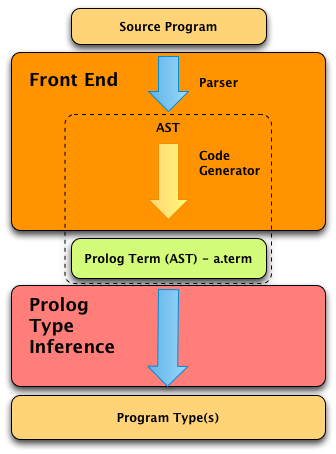 Source Program
Front End
Parser
AST
Code
Generator
Prolog Term (AST) - a.term
Prolog
Type
Inference
Program Type(s)